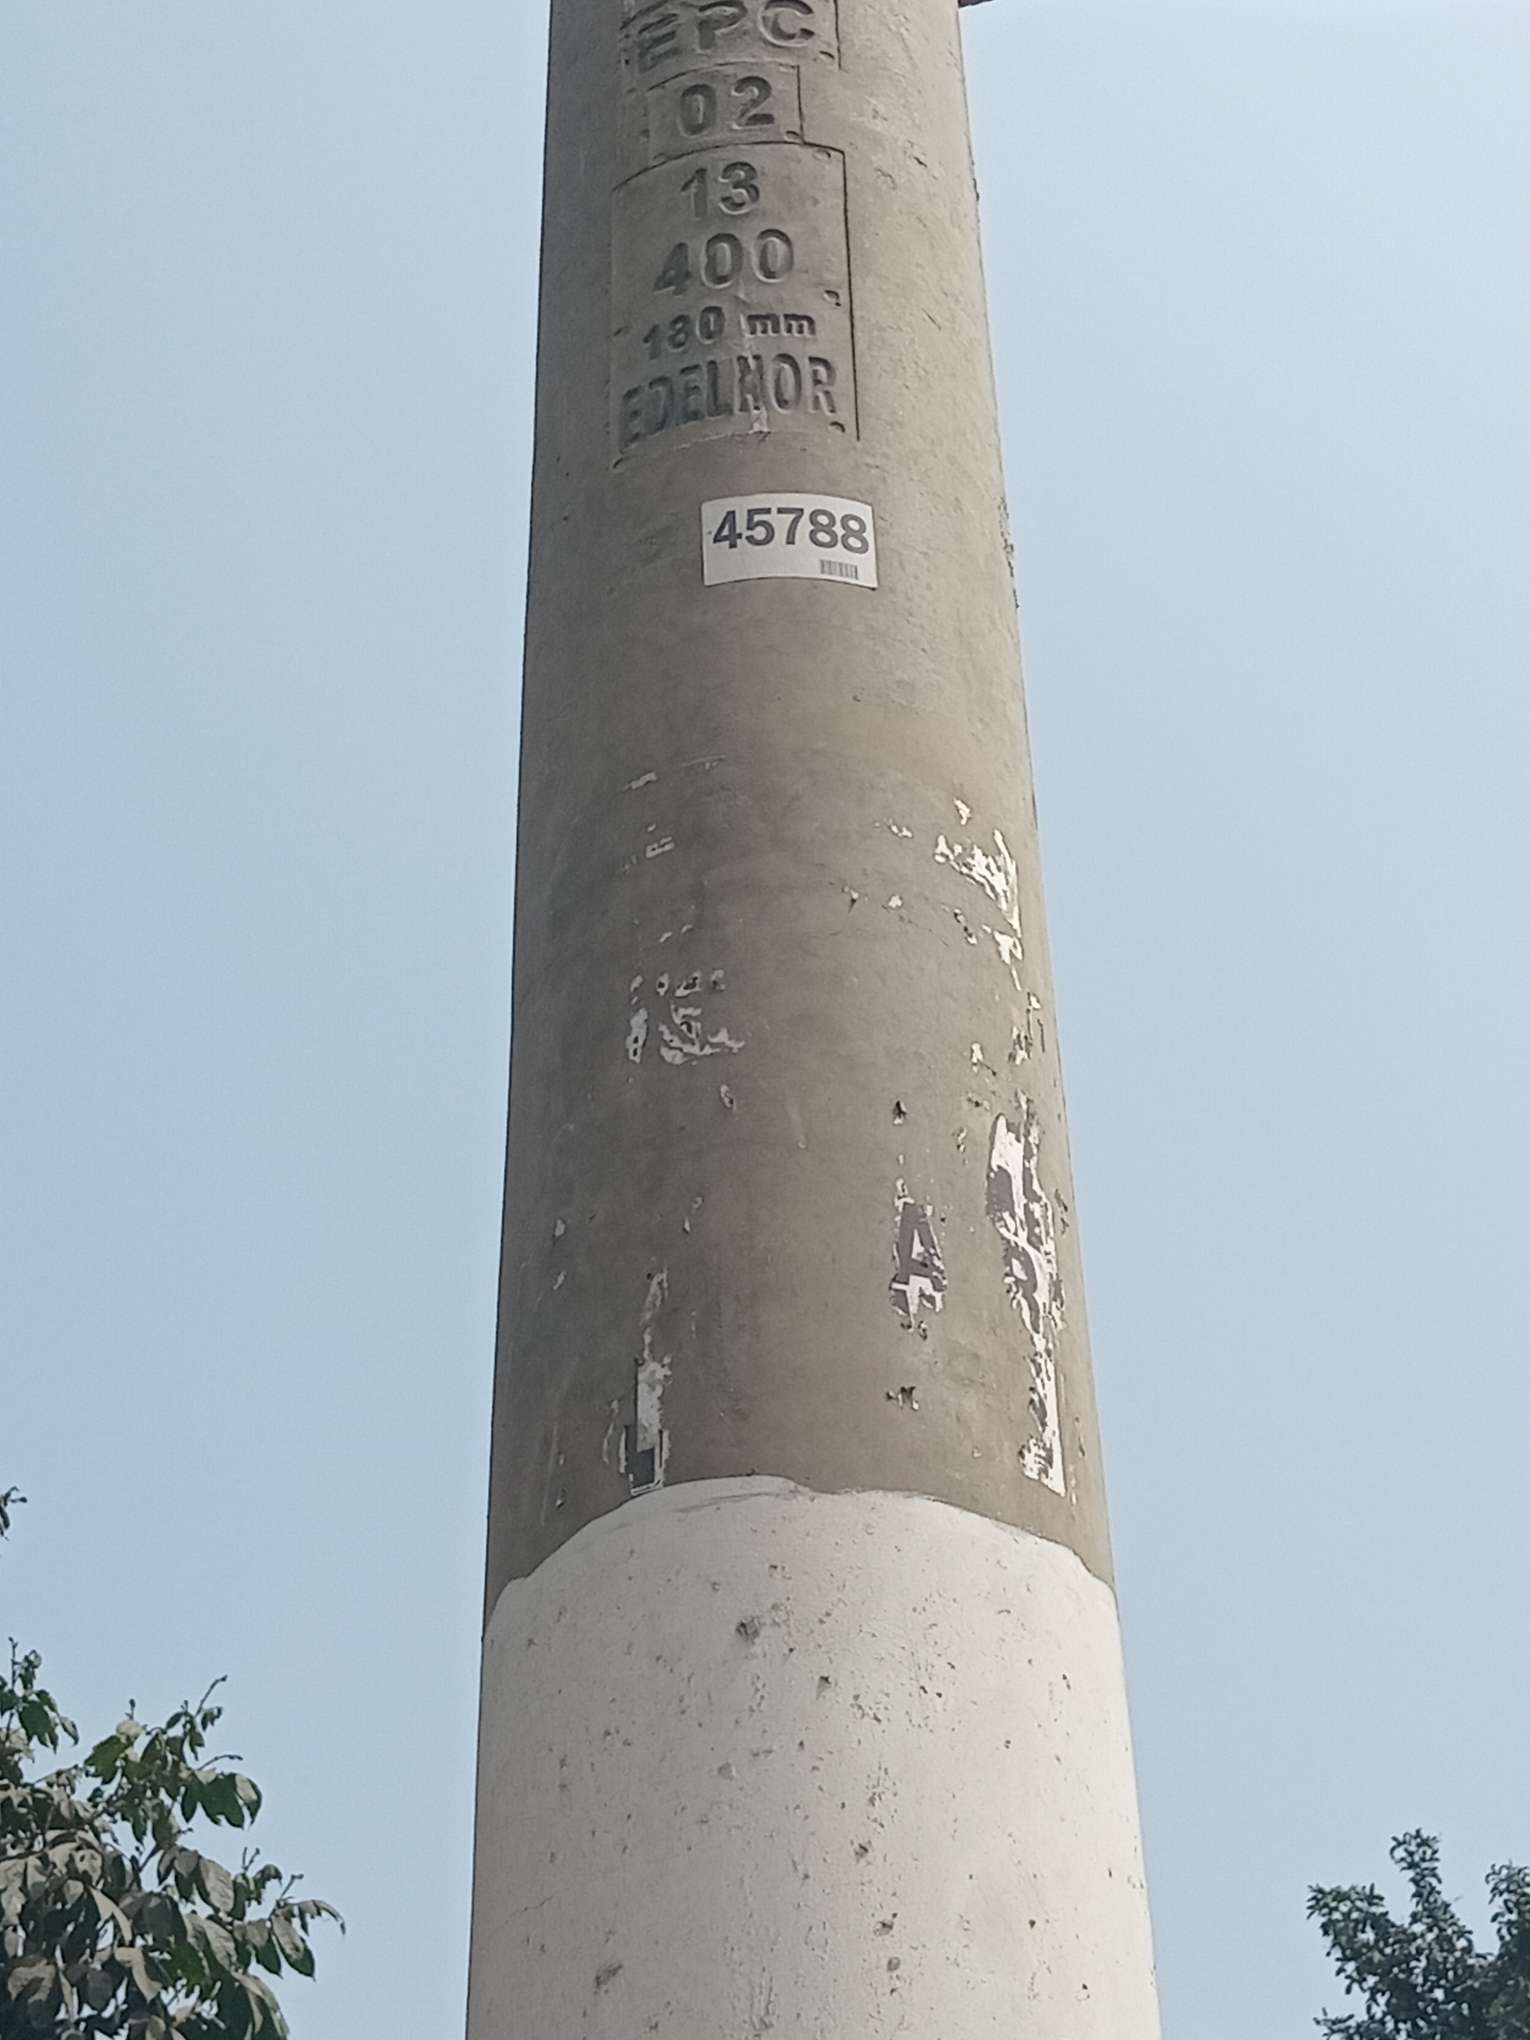 EPC
02
13
400
180 mm
EDELNOR
45788
A
R
L